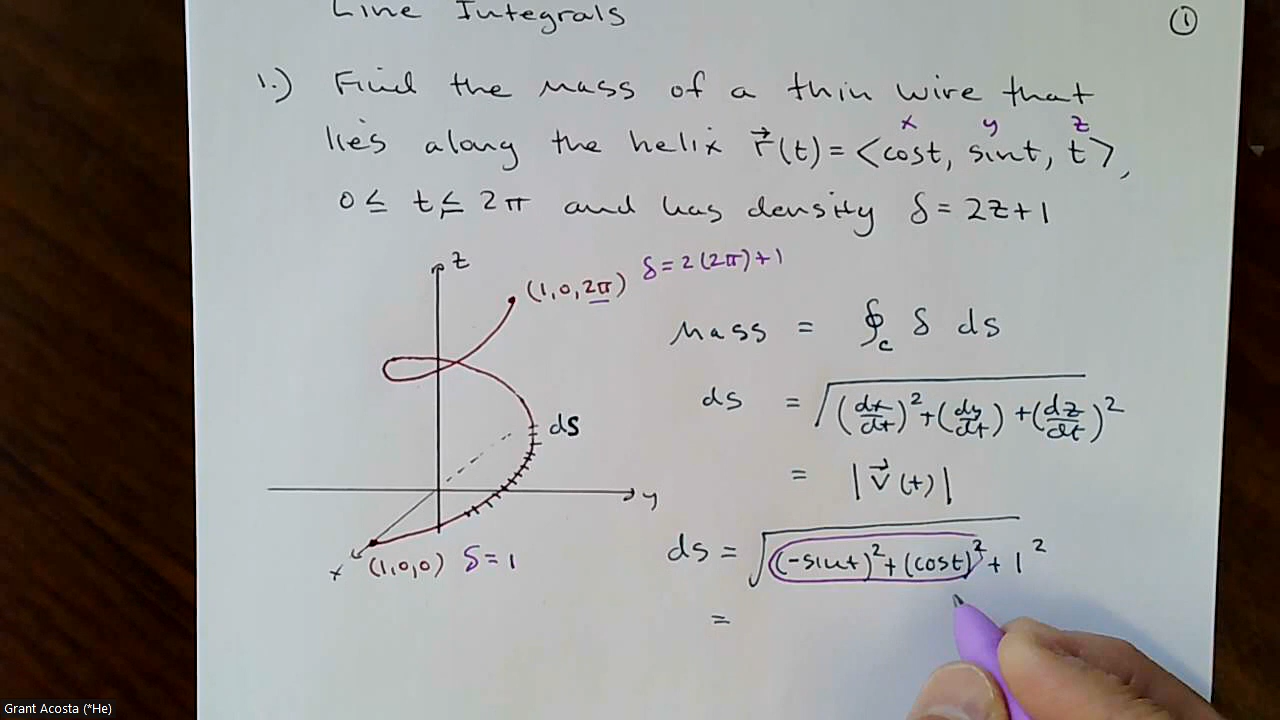 Line Integrals
①
1.) Find the mass of a thin wire that
lies along the helix r⃗(t) = <cost, sint, t>,
x y z
0 ≤ t ≤ 2π and has density δ = 2z+1
z
(1,0,2π) δ = 2(2π)+1
Mass = ∮c δ ds
ds = √(dx/dt)²+(dy/dt)+(dz/dt)²
ds
= |v⃗(t)|
y
ds = √(-sint)²+(cost)²+1²
x (1,0,0) δ = 1
=
Grant Acosta (*He)